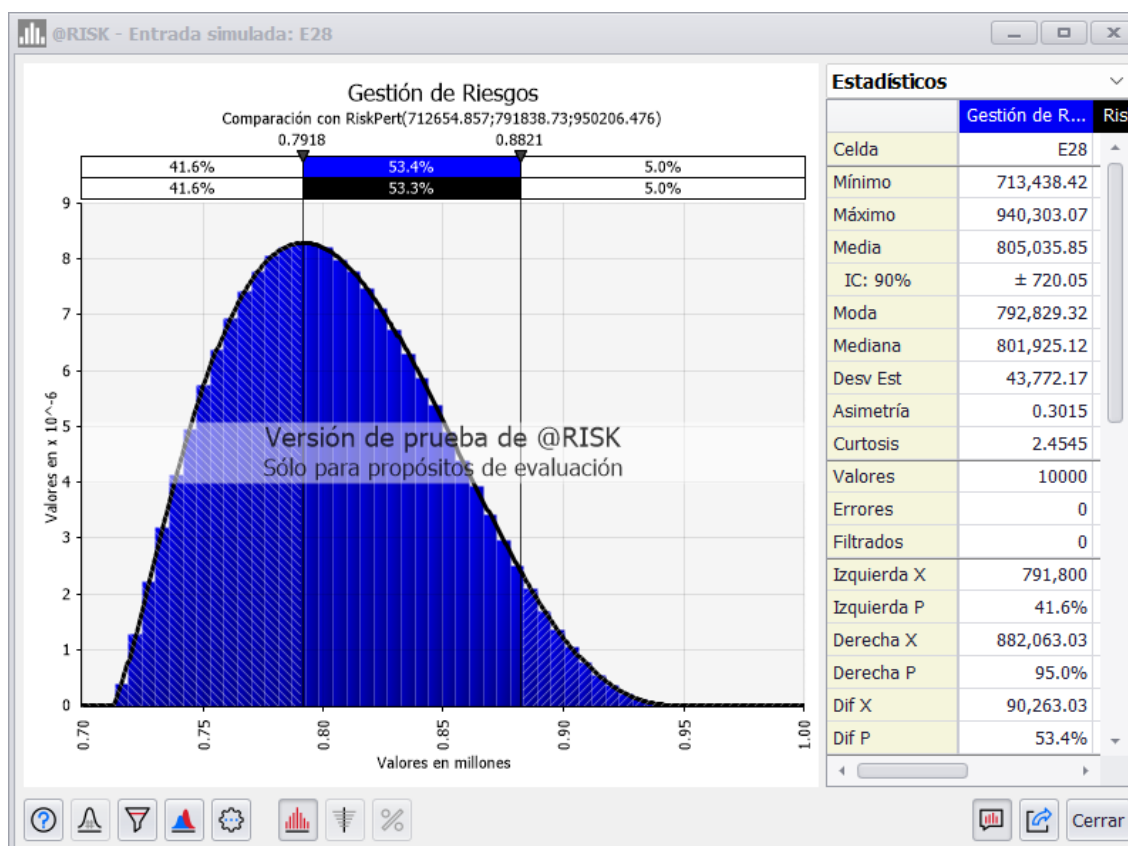 @RISK - Entrada simulada: E28
Gestión de Riesgos
Comparación con RiskPert(712654.857;791838.73;950206.476)
0.7918 0.8821
41.6% 53.4% 5.0%
41.6% 53.3% 5.0%
9
8
7
6
5
4
3
2
1
0
Valores en x 10^-6
Versión de prueba de @RISK
Sólo para propósitos de evaluación
0.70 0.75 0.80 0.85 0.90 0.95 1.00
Valores en millones
Estadísticos
Gestión de R... Ris
Celda E28
Mínimo 713,438.42
Máximo 940,303.07
Media 805,035.85
IC: 90% ± 720.05
Moda 792,829.32
Mediana 801,925.12
Desv Est 43,772.17
Asimetría 0.3015
Curtosis 2.4545
Valores 10000
Errores 0
Filtrados 0
Izquierda X 791,800
Izquierda P 41.6%
Derecha X 882,063.03
Derecha P 95.0%
Dif X 90,263.03
Dif P 53.4%
Cerrar